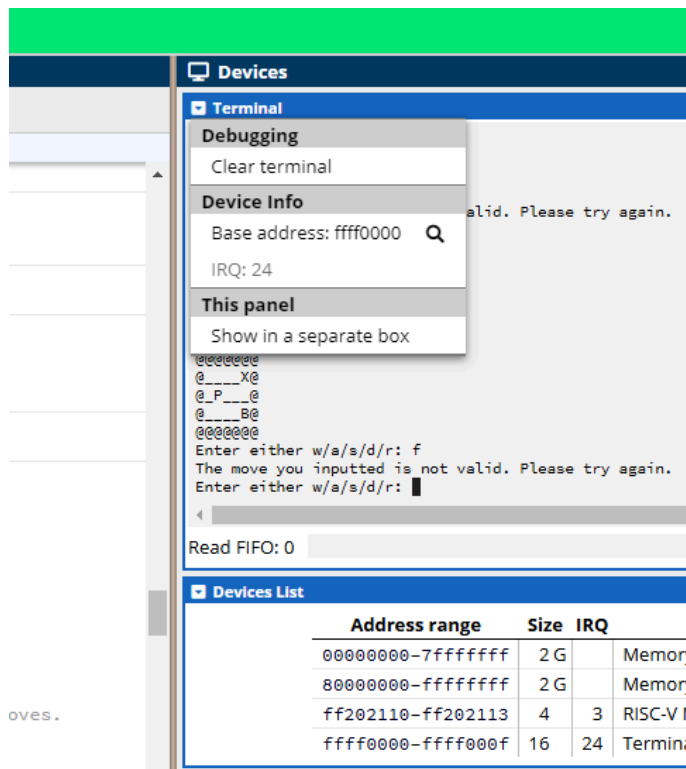 Devices
Terminal
Debugging
Clear terminal
Device Info
alid. Please try again.
Base address: ffff0000
IRQ: 24
This panel
Show in a separate box
@@@@@@@
@____X@
@_P___@
@____B@
@@@@@@@
Enter either w/a/s/d/r: f
The move you inputted is not valid. Please try again.
Enter either w/a/s/d/r:
Read FIFO: 0
Devices List
Address range Size IRQ
00000000-7fffffff 2 G Memory
80000000-ffffffff 2 G Memory
ff202110-ff202113 4 3 RISC-V
oves.
ffff0000-ffff000f 16 24 Termina